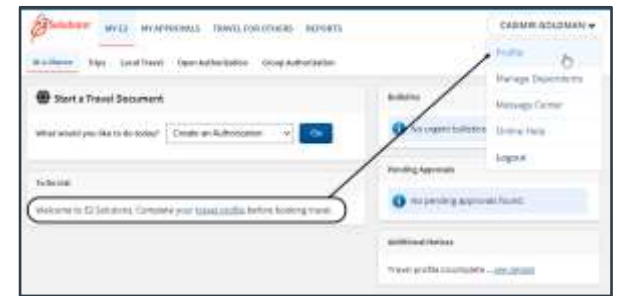 E2 Solutions MY E2 MY APPROVALS TRAVEL FOR OTHERS REPORTS CASIMIR GOLDMAN
At a Glance Trips Local Travel Open Authorization Group Authorization
Profile
Manage Dependents
Message Center
Online Help
Logout
Start a Travel Document
What would you like to do today? Create an Authorization Go
Bulletins
No urgent bulletins
To Do List
Welcome to E2 Solutions. Complete your travel profile before booking travel.
Pending Approvals
No pending approvals found.
Additional Notices
Travel profile incomplete ... see details